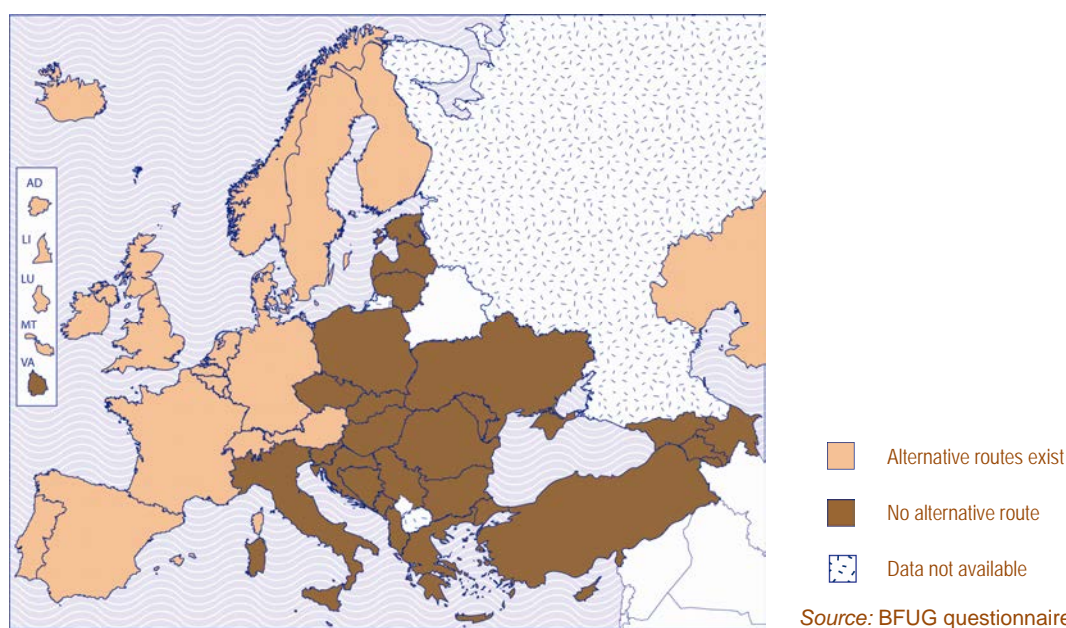 AD
LI
LU
MT
VA
Alternative routes exist
No alternative route
Data not available
Source: BFUG questionnaire